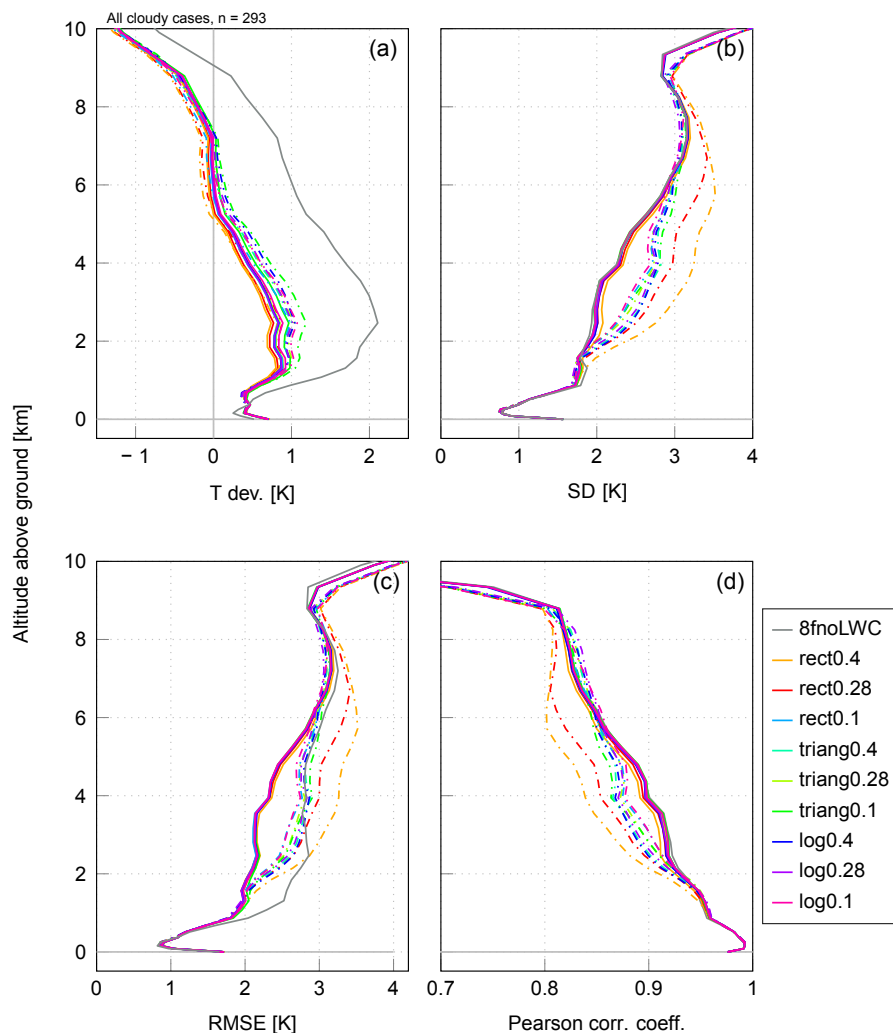 All cloudy cases, n = 293
(a)
(b)
10
8
6
4
2
0
− 1
0
1
2
0
1
2
3
4
T dev. [K]
SD [K]
Altitude above ground [km]
(c)
(d)
10
8
6
4
2
0
0
1
2
3
4
0.7
0.8
0.9
1
RMSE [K]
Pearson corr. coeff.
8fnoLWC
rect0.4
rect0.28
rect0.1
triang0.4
triang0.28
triang0.1
log0.4
log0.28
log0.1